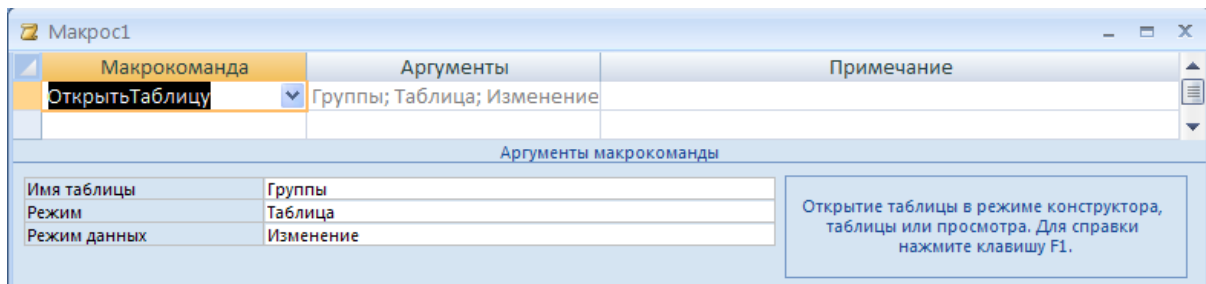 Макрос1
Макрокоманда Аргументы Примечание
ОткрытьТаблицу Группы; Таблица; Изменение
Аргументы макрокоманды
Имя таблицы Группы
Режим Таблица
Режим данных Изменение
Открытие таблицы в режиме конструктора,
таблицы или просмотра. Для справки
нажмите клавишу F1.